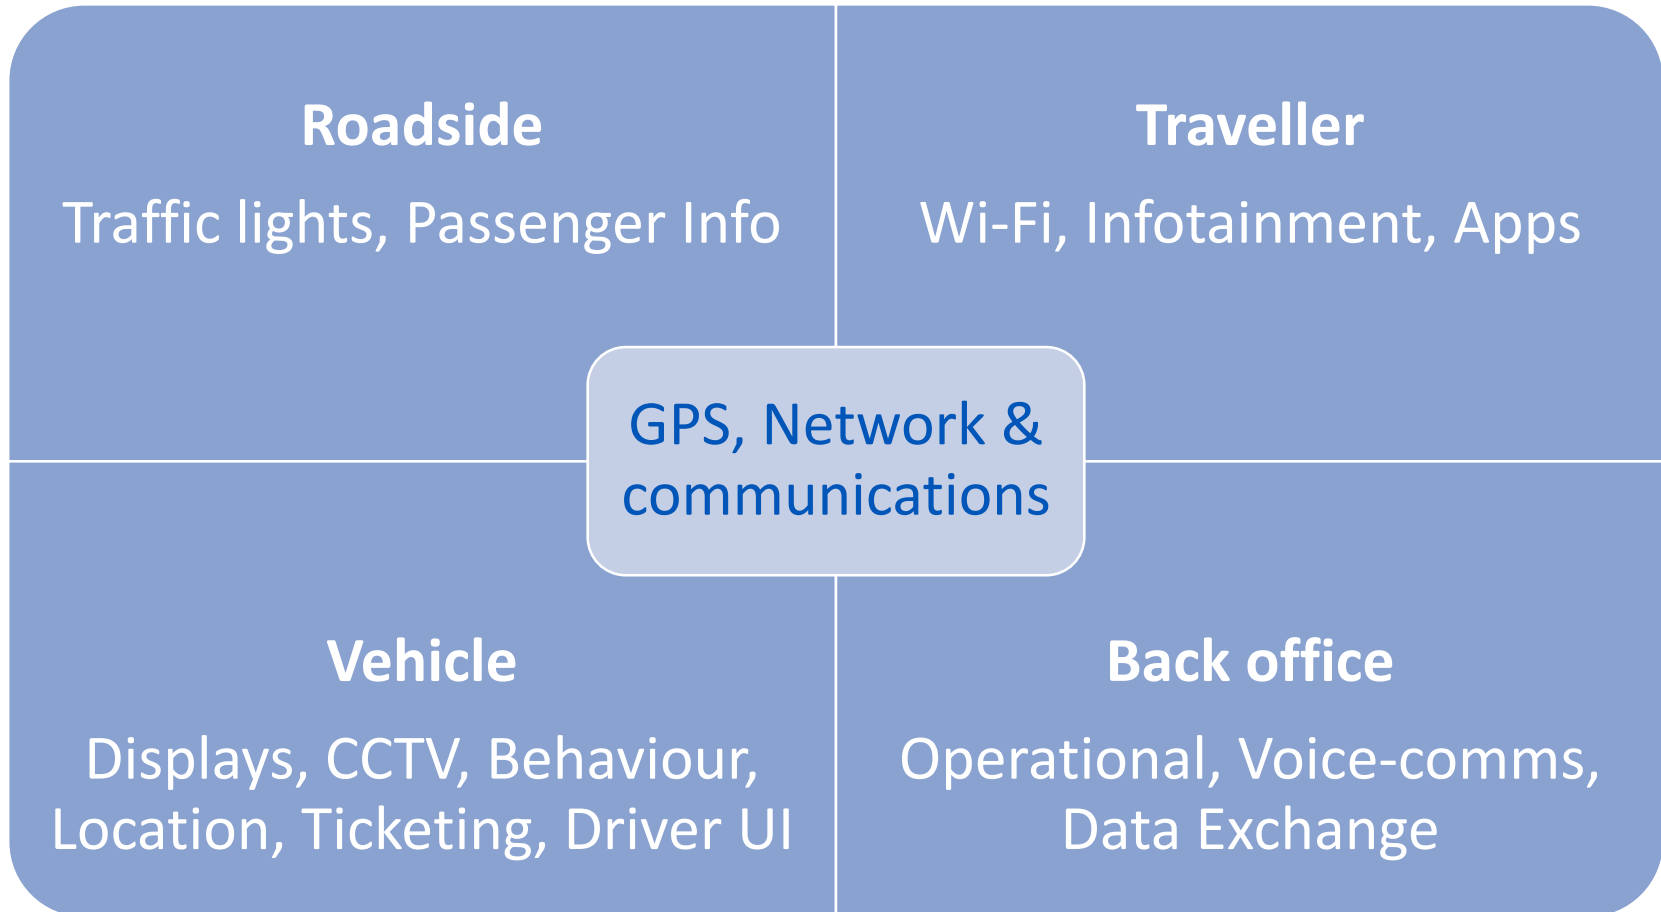 Roadside
Traffic lights, Passenger Info
Traveller
Wi-Fi, Infotainment, Apps
GPS, Network &
communications
Vehicle
Displays, CCTV, Behaviour,
Location, Ticketing, Driver UI
Back office
Operational, Voice-comms,
Data Exchange